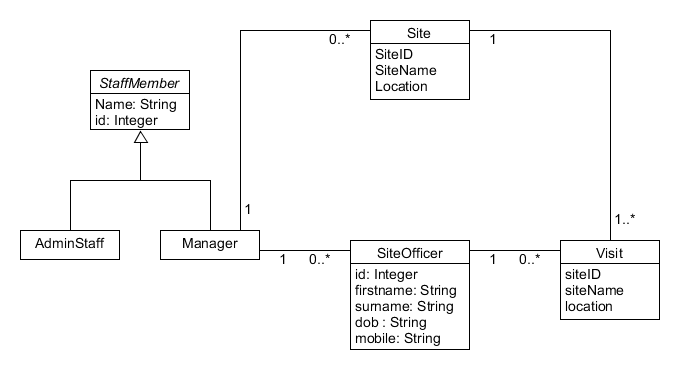 Site
SiteID
SiteName
Location
0..*
1
StaffMember
Name: String
id: Integer
1
1..*
AdminStaff
Manager
1
0..*
SiteOfficer
id: Integer
firstname: String
surname: String
dob : String
mobile: String
1
0..*
Visit
siteID
siteName
location